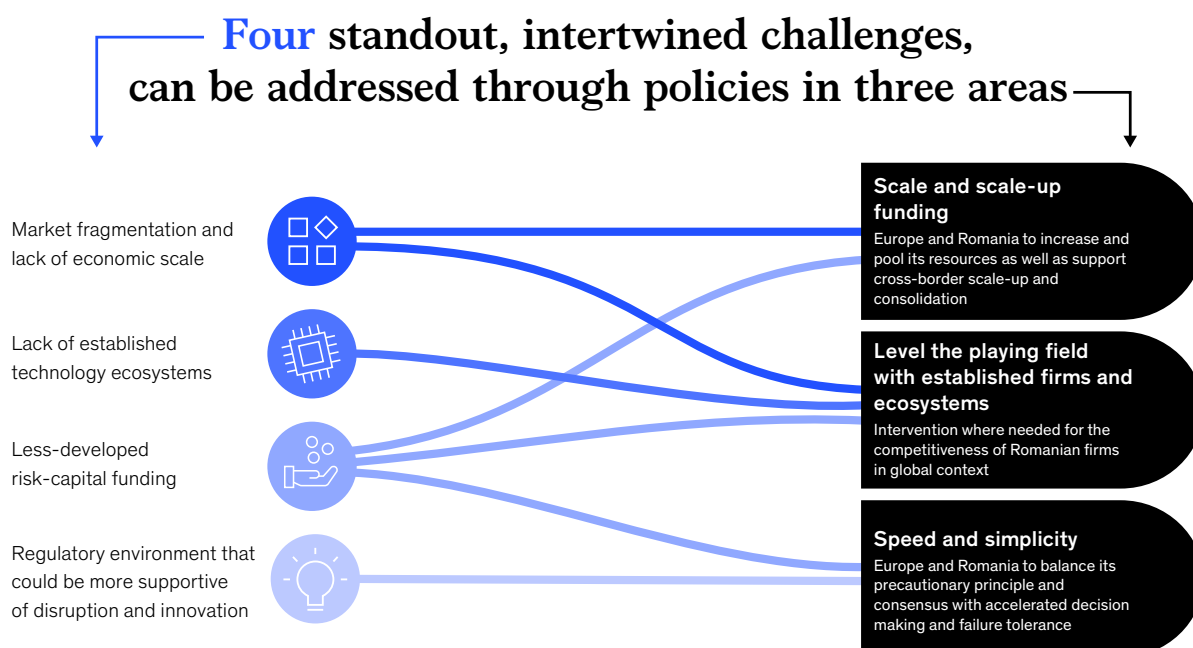 Four standout, intertwined challenges,
can be addressed through policies in three areas
Market fragmentation and
lack of economic scale
Lack of established
technology ecosystems
Less-developed
risk-capital funding
Regulatory environment that
could be more supportive
of disruption and innovation
Scale and scale-up
funding
Europe and Romania to increase and
pool its resources as well as support
cross-border scale-up and
consolidation
Level the playing field
with established firms and
ecosystems
Intervention where needed for the
competitiveness of Romanian firms
in global context
Speed and simplicity
Europe and Romania to balance its
precautionary principle and
consensus with accelerated decision
making and failure tolerance